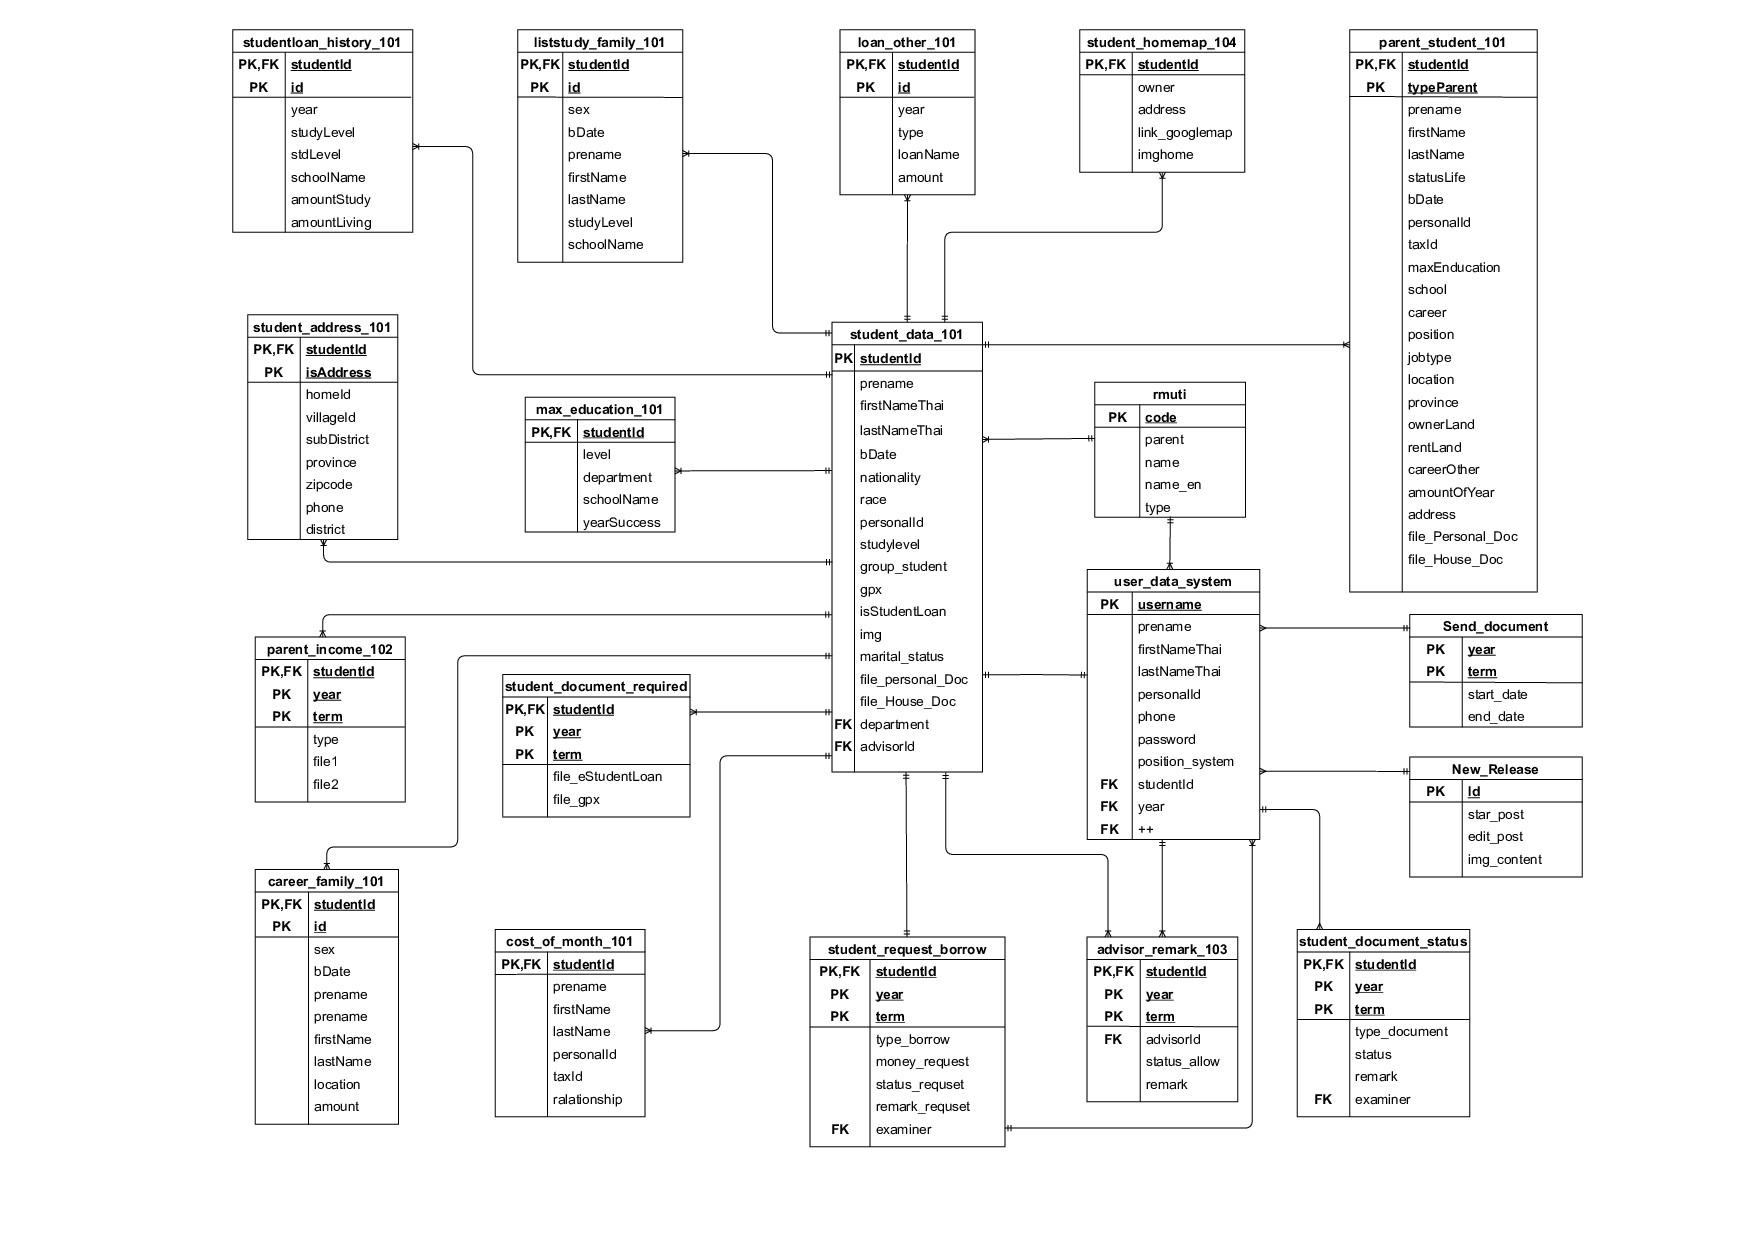 studentloan_history_101
PK,FK studentId
PK id
year
studyLevel
stdLevel
schoolName
amountStudy
amountLiving
liststudy_family_101
PK,FK studentId
PK id
sex
bDate
prename
firstName
lastName
studyLevel
schoolName
loan_other_101
PK,FK studentId
PK id
year
type
loanName
amount
student_homemap_104
PK,FK studentId
owner
address
link_googlemap
imghome
parent_student_101
PK,FK studentId
PK typeParent
prename
firstName
lastName
statusLife
bDate
personalId
taxId
maxEnducation
school
career
position
jobtype
location
province
ownerLand
rentLand
careerOther
amountOfYear
address
file_Personal_Doc
file_House_Doc
student_address_101
PK,FK studentId
PK isAddress
homeId
villageId
subDistrict
province
zipcode
phone
district
max_education_101
PK,FK studentId
level
department
schoolName
yearSuccess
student_data_101
PK studentId
prename
firstNameThai
lastNameThai
bDate
nationality
race
personalId
studylevel
group_student
gpx
isStudentLoan
img
marital_status
file_personal_Doc
file_House_Doc
FK department
FK advisorId
rmuti
PK code
parent
name
name_en
type
user_data_system
PK username
prename
firstNameThai
lastNameThai
personalId
phone
password
position_system
FK studentId
FK year
FK ++
Send_document
PK year
PK term
start_date
end_date
New_Release
PK Id
star_post
edit_post
img_content
parent_income_102
PK,FK studentId
PK year
PK term
type
file1
file2
student_document_required
PK,FK studentId
PK year
PK term
file_eStudentLoan
file_gpx
career_family_101
PK,FK studentId
PK id
sex
bDate
prename
prename
firstName
lastName
location
amount
cost_of_month_101
PK,FK studentId
prename
firstName
lastName
personalId
taxId
ralationship
student_request_borrow
PK,FK studentId
PK year
PK term
type_borrow
money_request
status_requset
remark_requset
FK examiner
advisor_remark_103
PK,FK studentId
PK year
PK term
FK advisorId
status_allow
remark
student_document_status
PK,FK studentId
PK year
PK term
type_document
status
remark
FK examiner